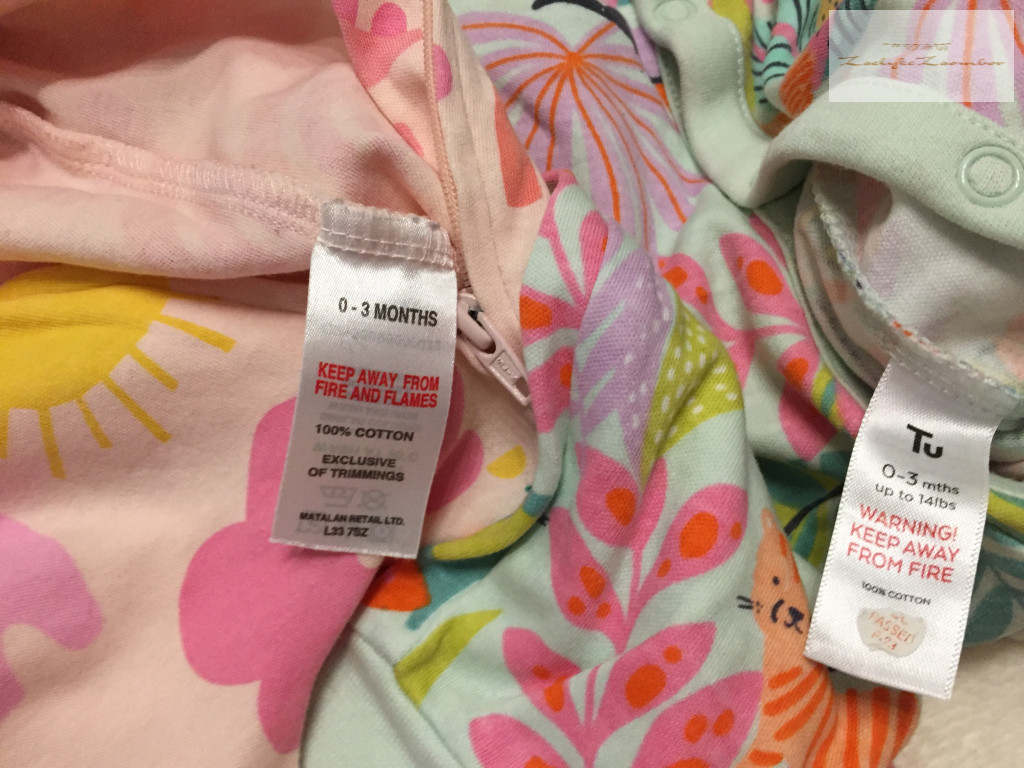 0 - 3 MONTHS
KEEP AWAY FROM
FIRE AND FLAMES
100% COTTON
EXCLUSIVE
OF TRIMMINGS
MATALAN RETAIL LTD.
L33 7SZ
Tu
0-3 mths
up to 14lbs
WARNING!
KEEP AWAY
FROM FIRE
100% COTTON
PASSED